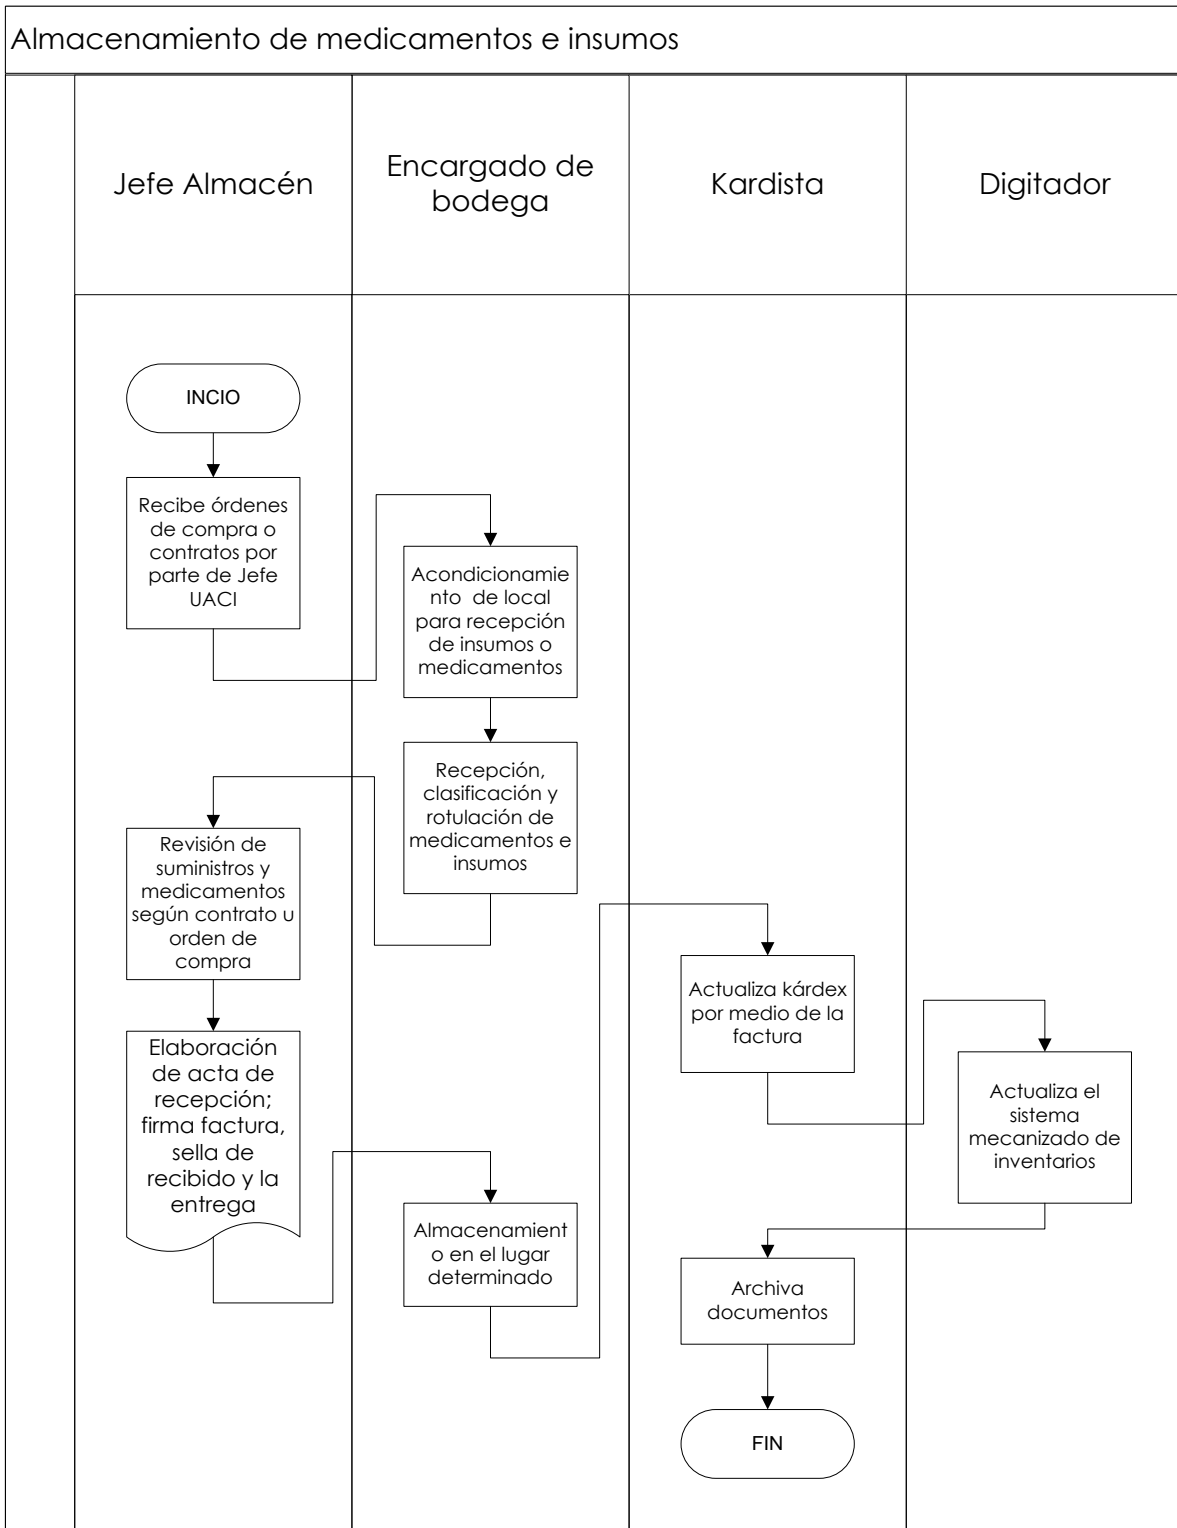 Almacenamiento de medicamentos e insumos
Jefe Almacén
Encargado de
bodega
Kardista
Digitador
INCIO
Recibe órdenes
de compra o
contratos por
parte de Jefe
UACI
Acondicionamie
nto de local
para recepción
de insumos o
medicamentos
Recepción,
clasificación y
rotulación de
medicamentos e
insumos
Revisión de
suministros y
medicamentos
según contrato u
orden de
compra
Elaboración
de acta de
recepción;
firma factura,
sella de
recibido y la
entrega
Almacenamient
o en el lugar
determinado
Actualiza kárdex
por medio de la
factura
Actualiza el
sistema
mecanizado de
inventarios
Archiva
documentos
FIN